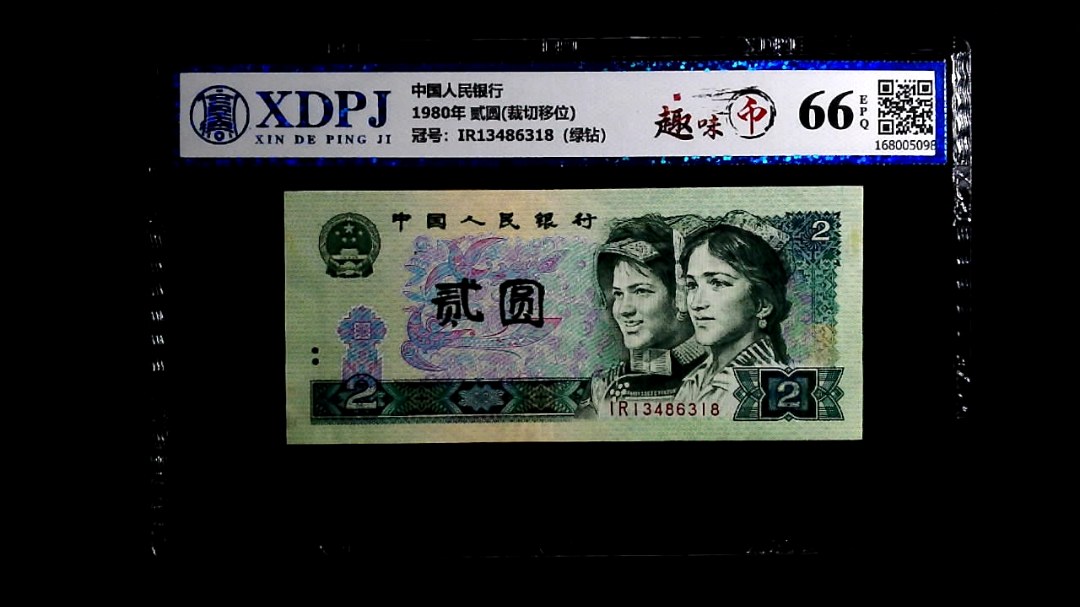 XDPJ
XIN DE PING JI
中国人民银行
1980年 贰圆(裁切移位)
冠号：IR13486318（绿钻）
趣味币
66
EPQ
168005098
中国人民银行
2
贰圆
2
IR13486318
2